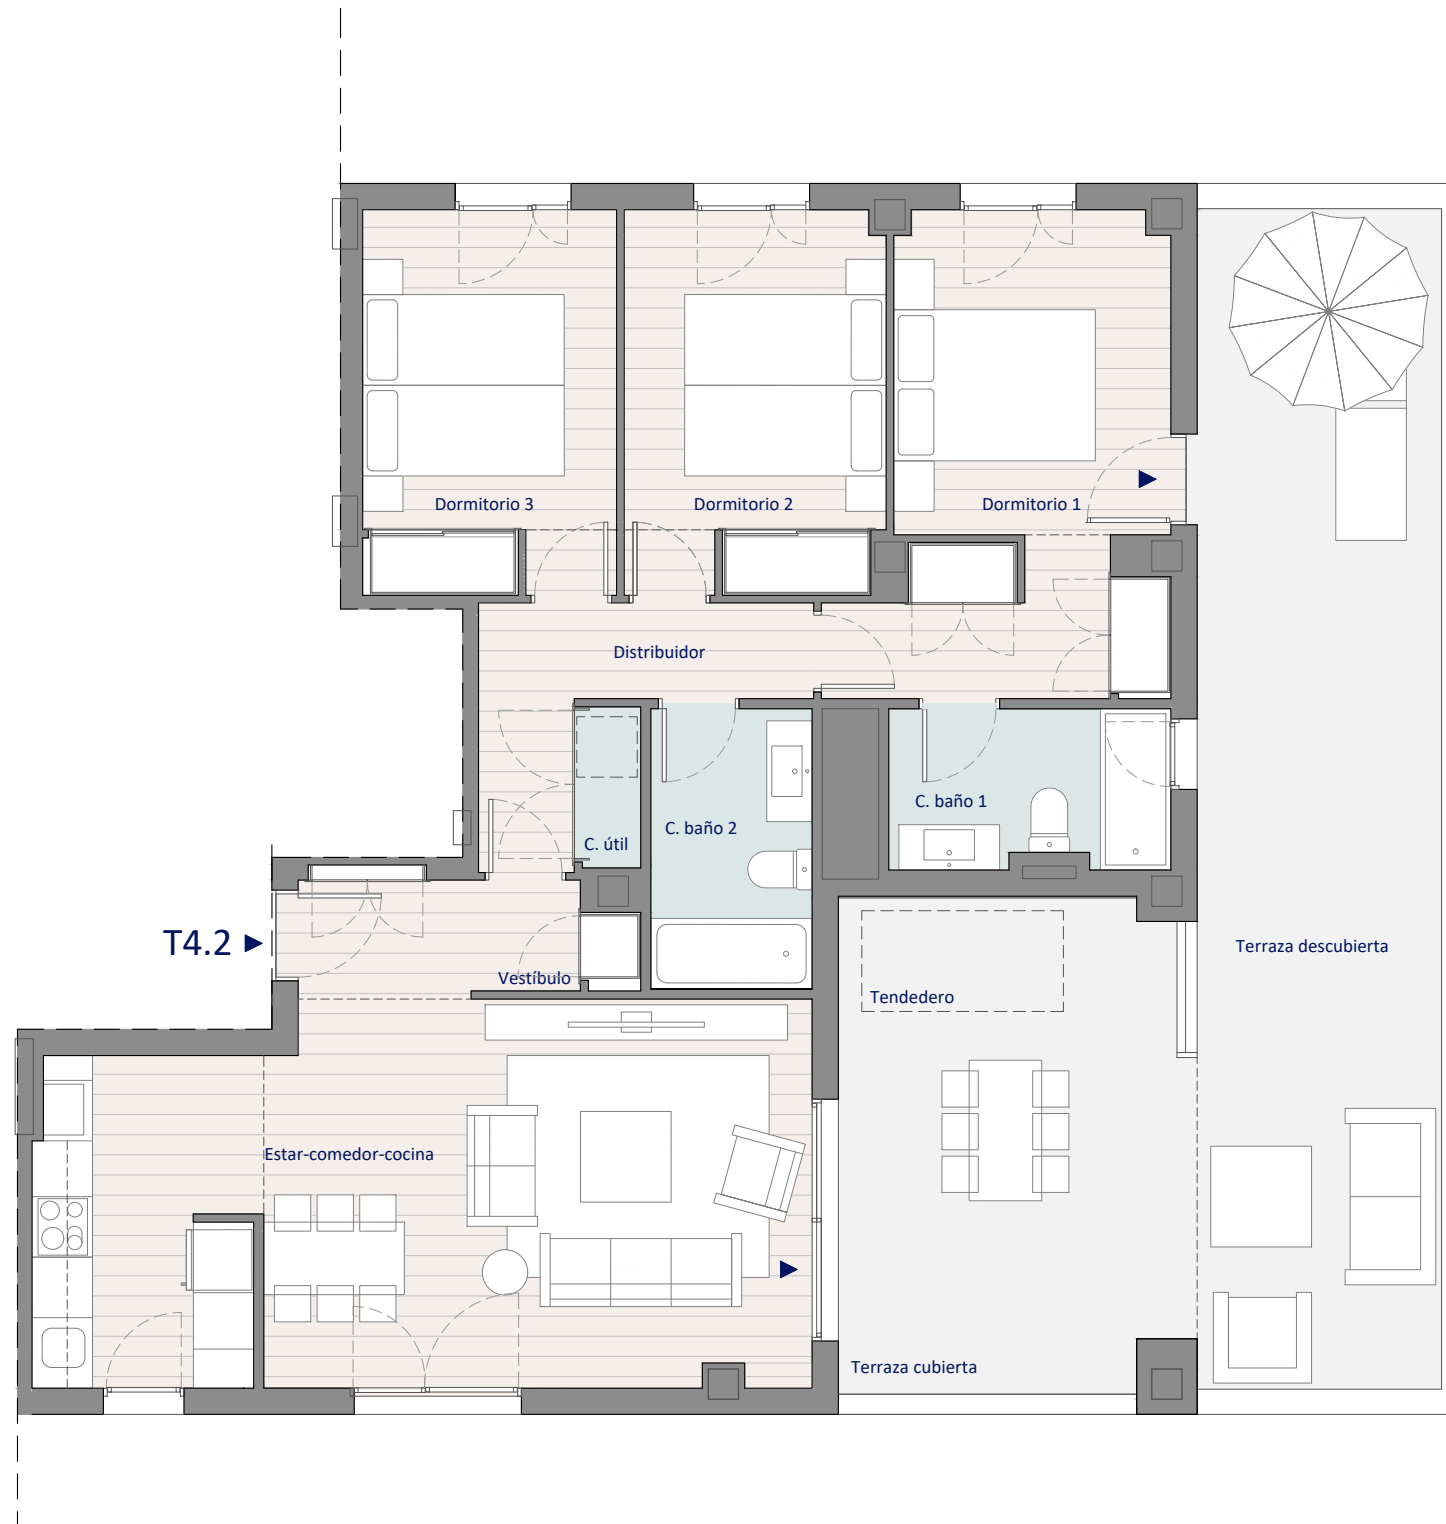 Dormitorio 3
Dormitorio 2
Dormitorio 1
Distribuidor
C. baño 1
C. baño 2
C. útil
T4.2
Terraza descubierta
Vestíbulo
Tendedero
Estar-comedor-cocina
Terraza cubierta